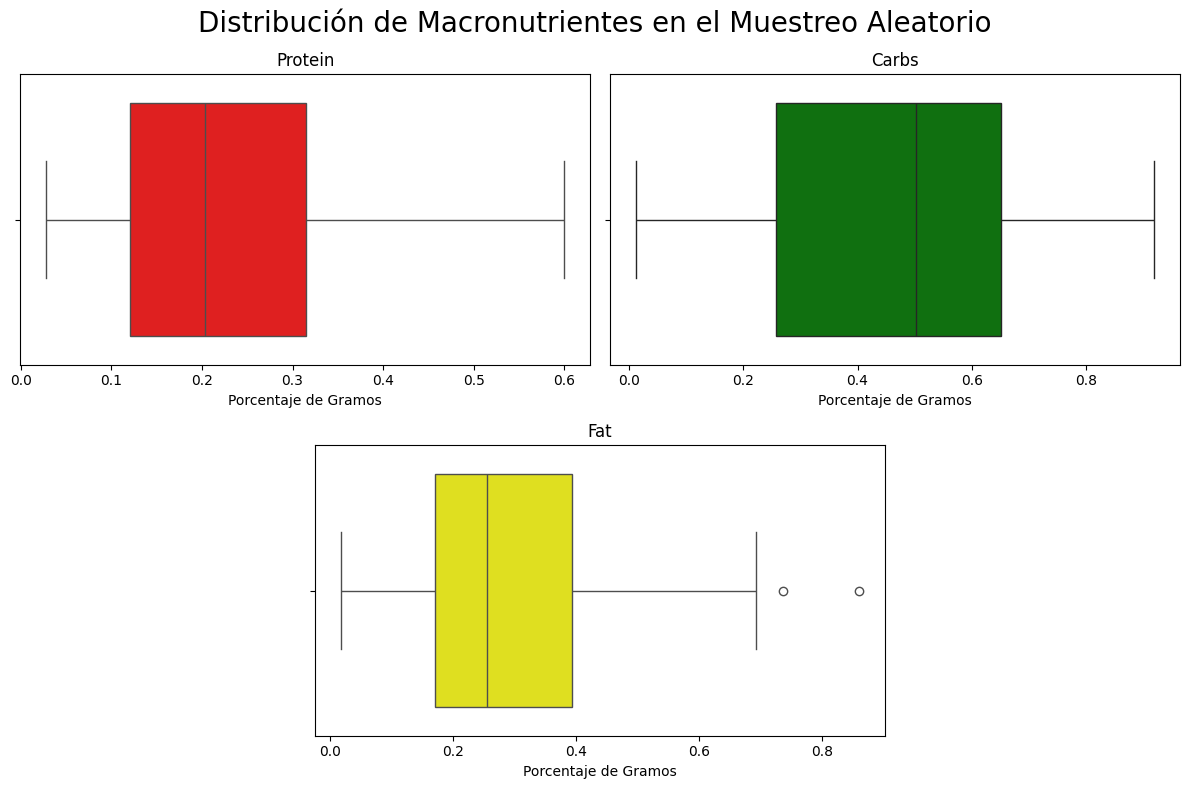 Distribución de Macronutrientes en el Muestreo Aleatorio
Protein
0.0 0.1 0.2 0.3 0.4 0.5 0.6
Porcentaje de Gramos
Carbs
0.0 0.2 0.4 0.6 0.8
Porcentaje de Gramos
Fat
0.0 0.2 0.4 0.6 0.8
Porcentaje de Gramos